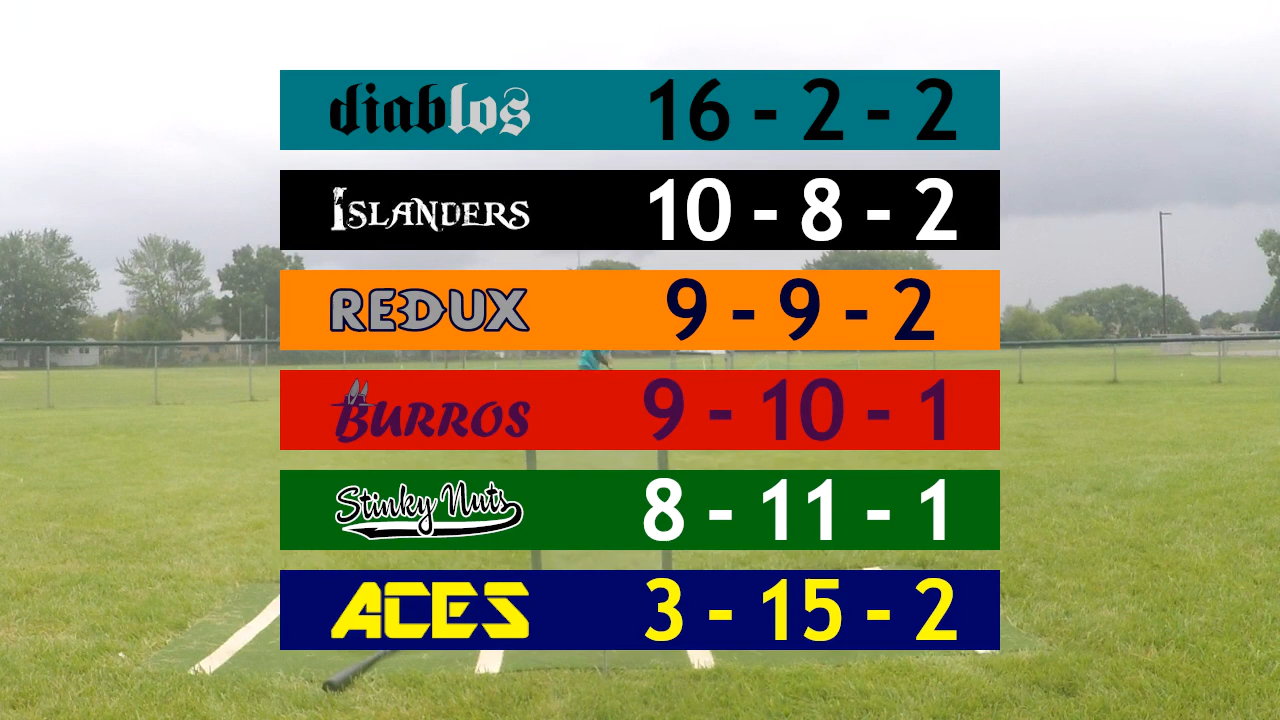 diablos 16 - 2 - 2
ISLANDERS 10 - 8 - 2
REDUX 9 - 9 - 2
BURROS 9 - 10 - 1
Stinky Nuts 8 - 11 - 1
ACES 3 - 15 - 2